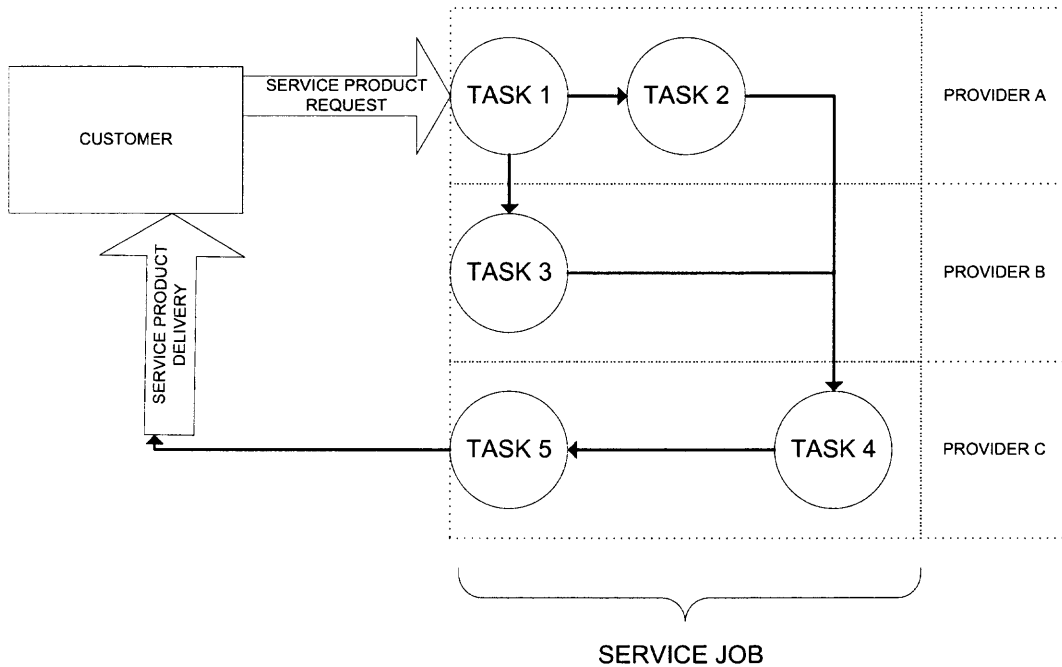 SERVICE PRODUCT
REQUEST
TASK 1
TASK 2
PROVIDER A
CUSTOMER
SERVICE PRODUCT
DELIVERY
TASK 3
PROVIDER B
TASK 5
TASK 4
PROVIDER C
SERVICE JOB